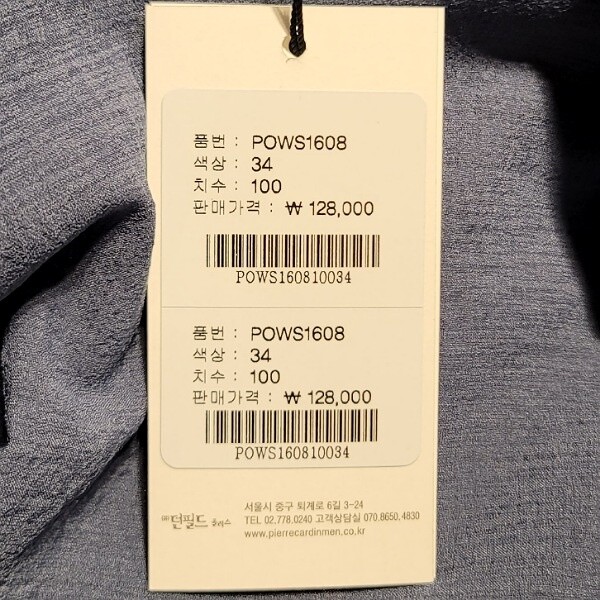 품번 : POWS1608
색상 : 34
치수 : 100
판매가격 : ₩ 128,000
POWS160810034
품번 : POWS1608
색상 : 34
치수 : 100
판매가격 : ₩ 128,000
POWS160810034
서울시 중구 퇴계로 6길 3-24
㈜던필드 플러스 TEL 02.778.0240 고객상담실 070.8650.4830
www.pierrecardinmen.co.kr